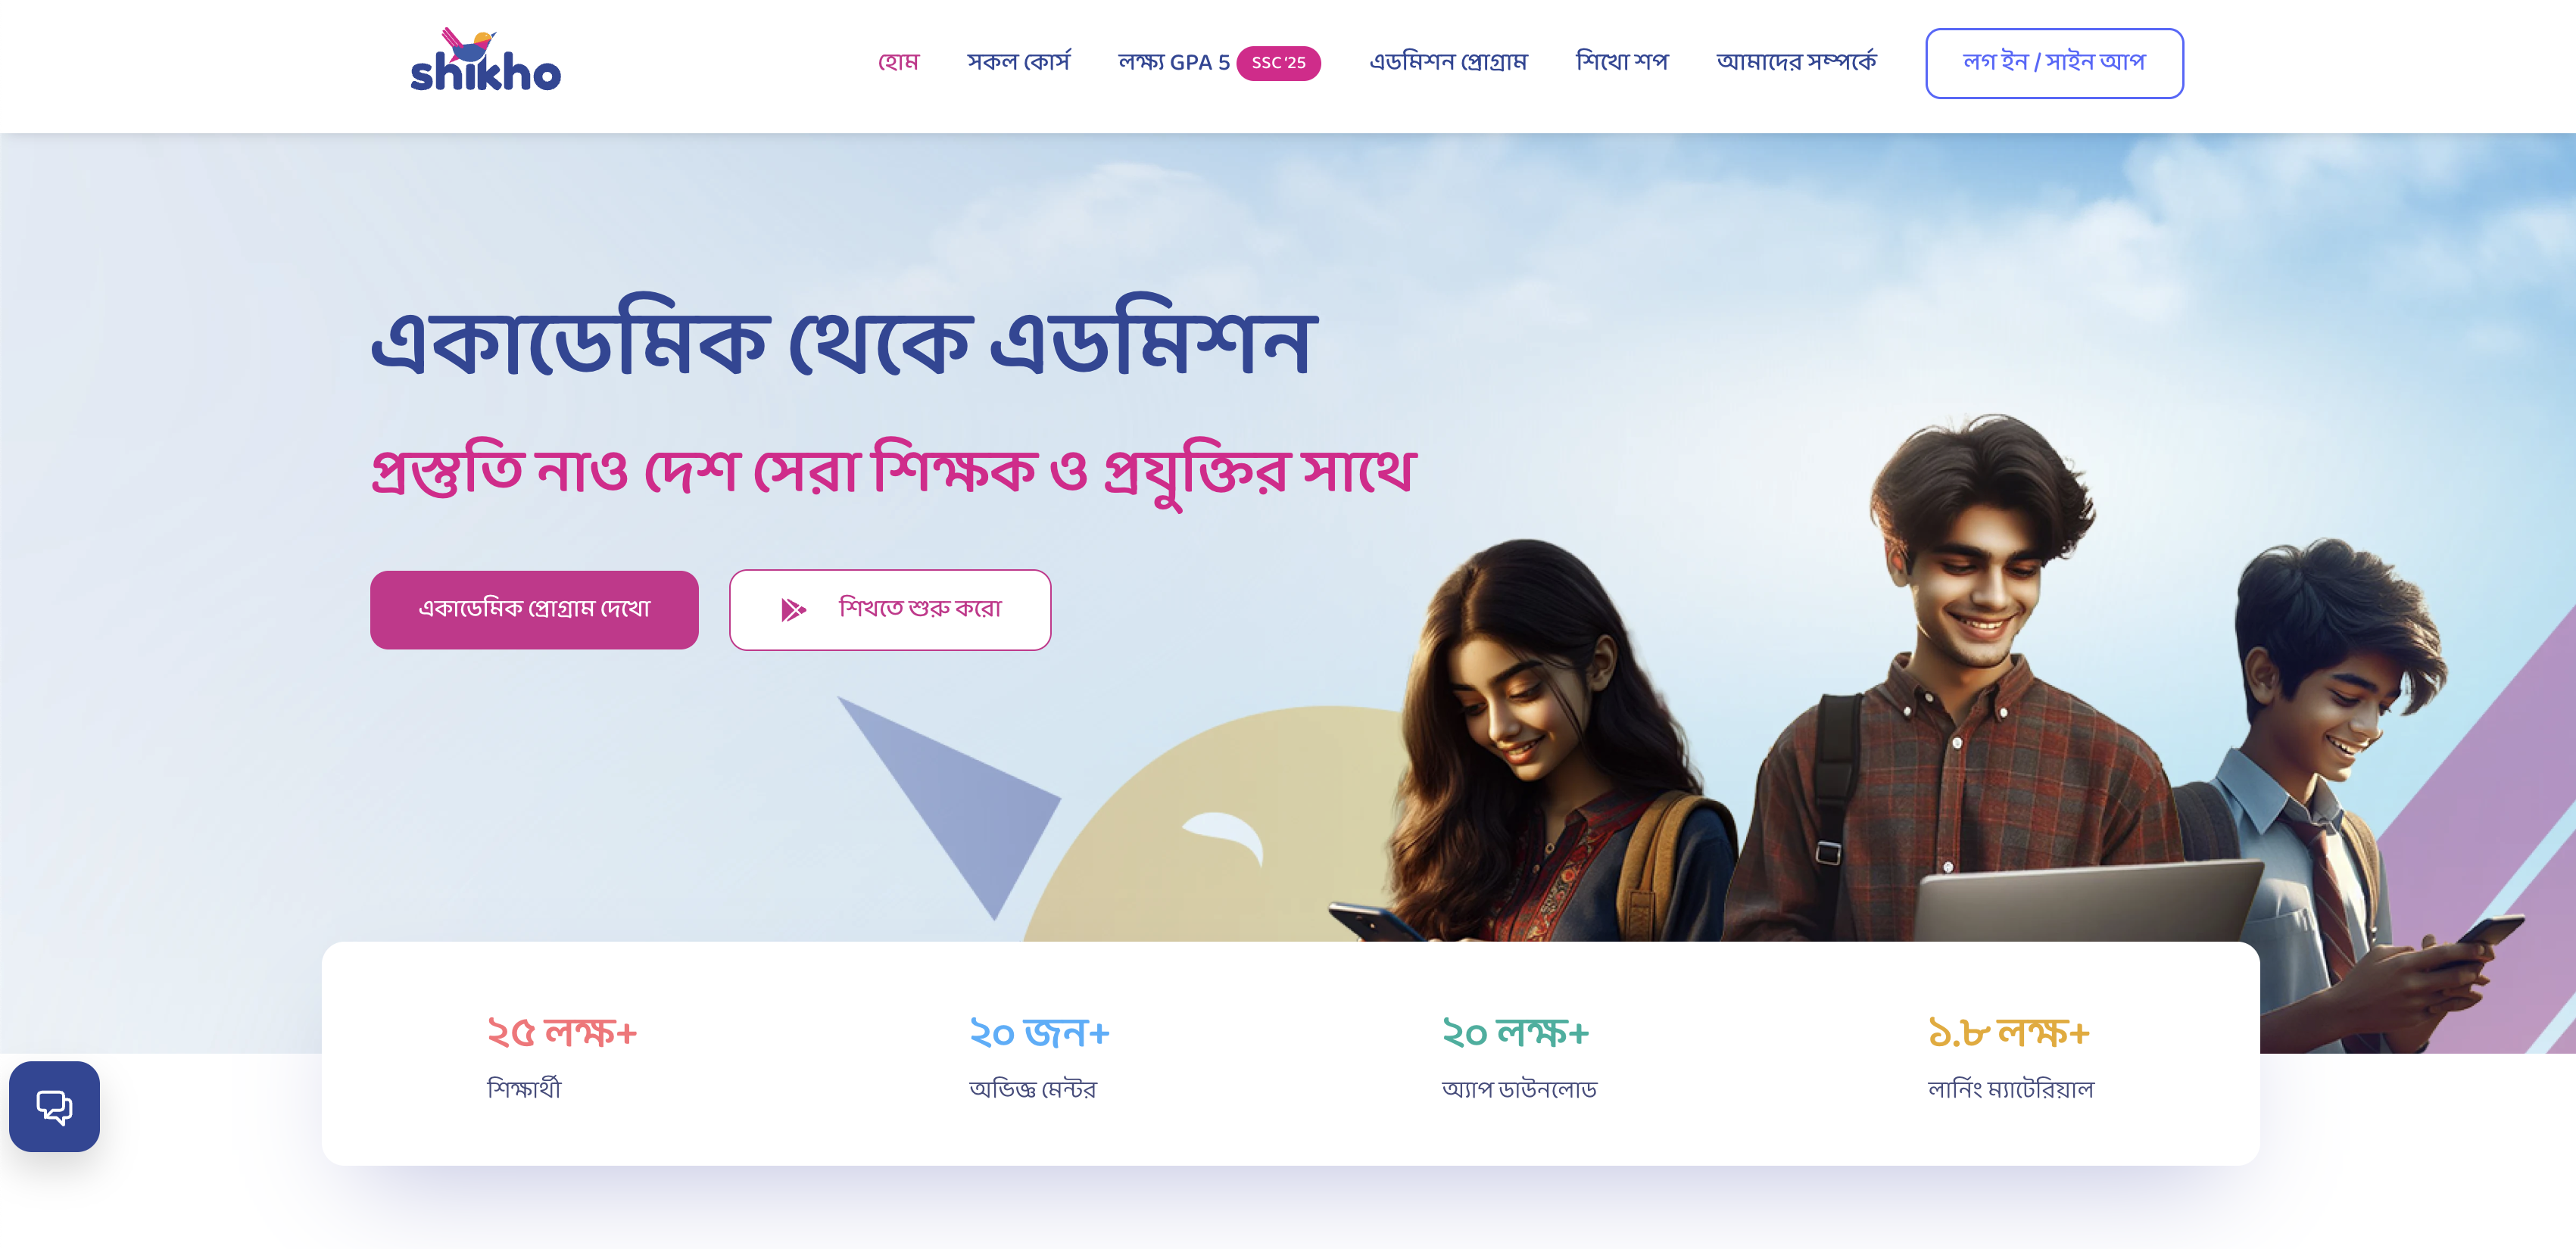 shikho
হোম
সকল কোর্স
লক্ষ্য GPA 5 SSC ‘25
এডমিশন প্রোগ্রাম
শিখো শপ
আমাদের সম্পর্কে
লগ ইন / সাইন আপ
একাডেমিক থেকে এডমিশন
প্রস্তুতি নাও দেশ সেরা শিক্ষক ও প্রযুক্তির সাথে
একাডেমিক প্রোগ্রাম দেখো
শিখতে শুরু করো
২৫ লক্ষ+
শিক্ষার্থী
২০ জন+
অভিজ্ঞ মেন্টর
২০ লক্ষ+
অ্যাপ ডাউনলোড
১.৮ লক্ষ+
লার্নিং ম্যাটেরিয়াল